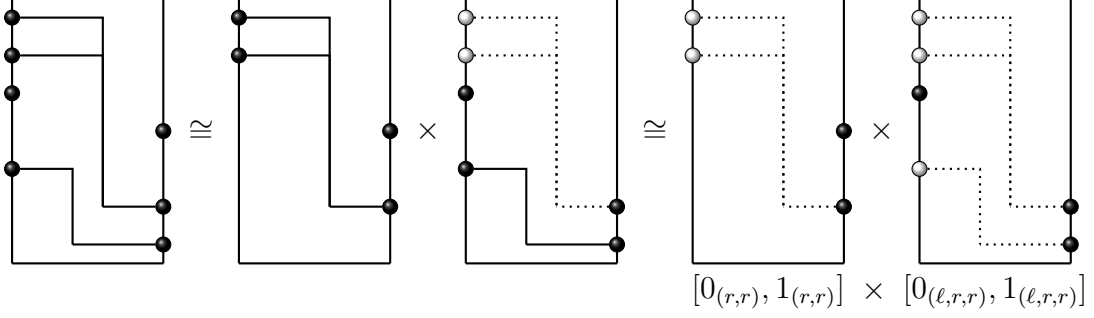 ≅ × ≅ ×
[0_{(r,r)}, 1_{(r,r)}] × [0_{(ℓ,r,r)}, 1_{(ℓ,r,r)}]